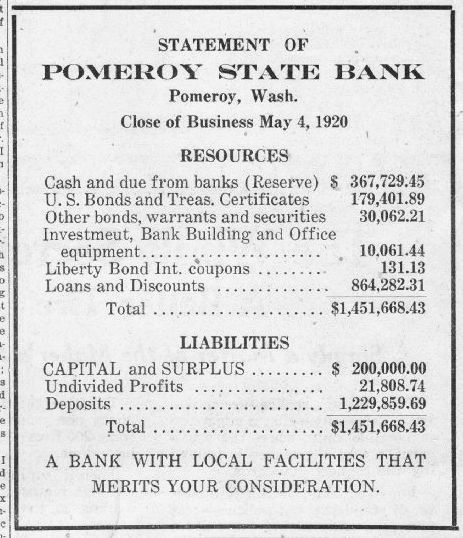 STATEMENT OF
POMEROY STATE BANK
Pomeroy, Wash.
Close of Business May 4, 1920
RESOURCES
Cash and due from banks (Reserve) $ 367,729.45
U. S. Bonds and Treas. Certificates 179,401.89
Other bonds, warrants and securities 30,062.21
Investmeut, Bank Building and Office
equipment...................... 10,061.44
Liberty Bond Int. coupons ........ 131.13
Loans and Discounts ............. 864,282.31
Total .................. $1,451,668.43
LIABILITIES
CAPITAL and SURPLUS ......... $ 200,000.00
Undivided Profits ............... 21,808.74
Deposits ....................... 1,229,859.69
Total .................. $1,451,668.43
A BANK WITH LOCAL FACILITIES THAT
MERITS YOUR CONSIDERATION.